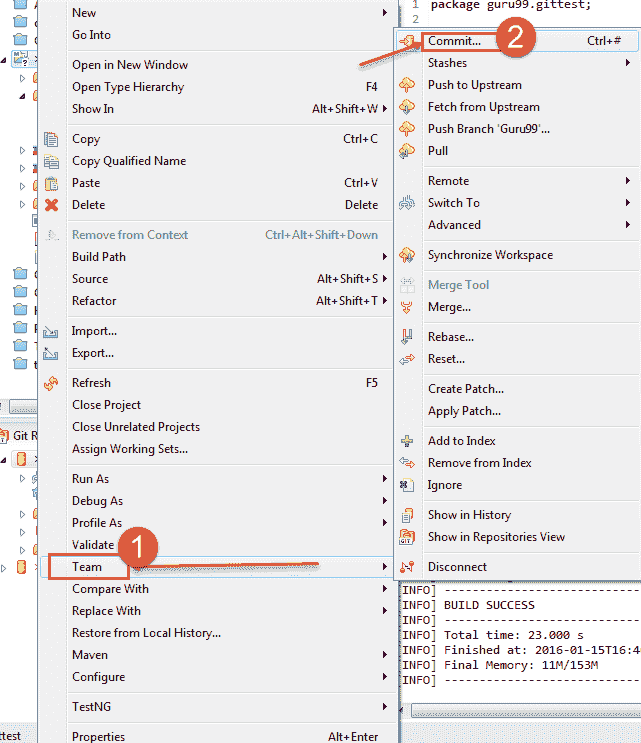 New
Go Into
Open in New Window
Open Type Hierarchy F4
Show In Alt+Shift+W
Copy Ctrl+C
Copy Qualified Name
Paste Ctrl+V
Delete Delete
Remove from Context Ctrl+Alt+Shift+Down
Build Path
Source Alt+Shift+S
Refactor Alt+Shift+T
Import...
Export...
Refresh F5
Close Project
Close Unrelated Projects
Assign Working Sets...
Run As
Debug As
Profile As
Validate
1
Team
Compare With
Replace With
Restore from Local History...
Maven
Configure
TestNG
Properties Alt+Enter
1 package guru99.gittest;
2
2
Commit... Ctrl+#
Stashes
Push to Upstream
Fetch from Upstream
Push Branch 'Guru99'...
Pull
Remote
Switch To
Advanced
Synchronize Workspace
Merge Tool
Merge...
Rebase...
Reset...
Create Patch...
Apply Patch...
Add to Index
Remove from Index
Ignore
Show in History
Show in Repositories View
Disconnect
[INFO] --------------------------------
[INFO] BUILD SUCCESS
[INFO] --------------------------------
[INFO] Total time: 23.000 s
[INFO] Finished at: 2016-01-15T16:4
[INFO] Final Memory: 11M/153M
[INFO] --------------------------------
Git R
ttest